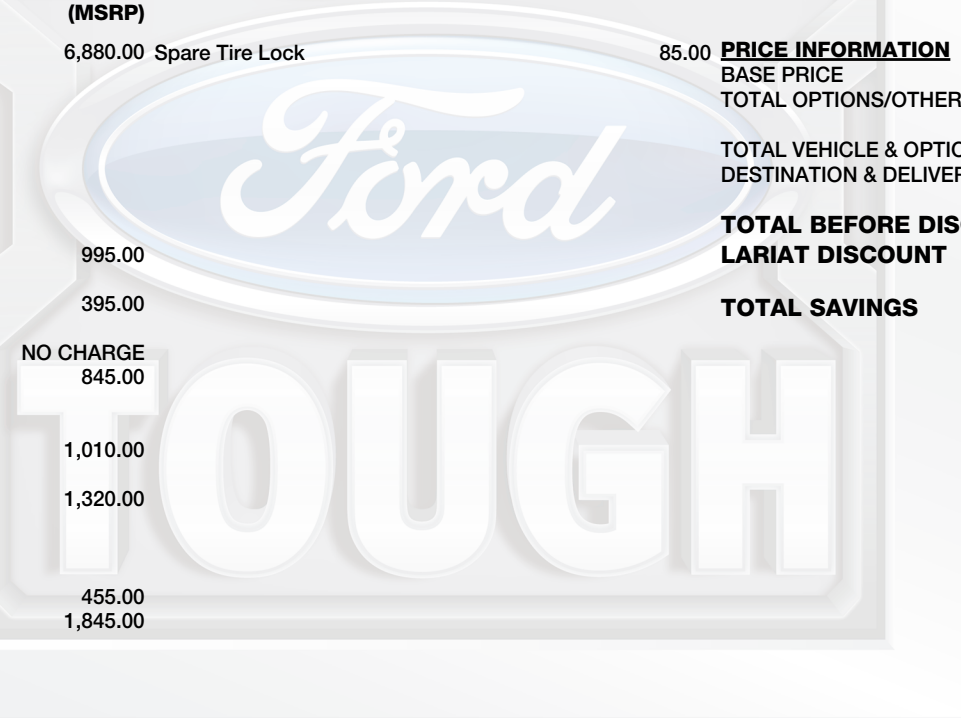 (MSRP)
6,880.00 Spare Tire Lock 85.00 PRICE INFORMATION
BASE PRICE
TOTAL OPTIONS/OTHER
TOTAL VEHICLE & OPTIO
DESTINATION & DELIVER
TOTAL BEFORE DISC
995.00 LARIAT DISCOUNT
395.00 TOTAL SAVINGS
NO CHARGE
845.00
1,010.00
1,320.00
455.00
1,845.00
Ford
TOUGH